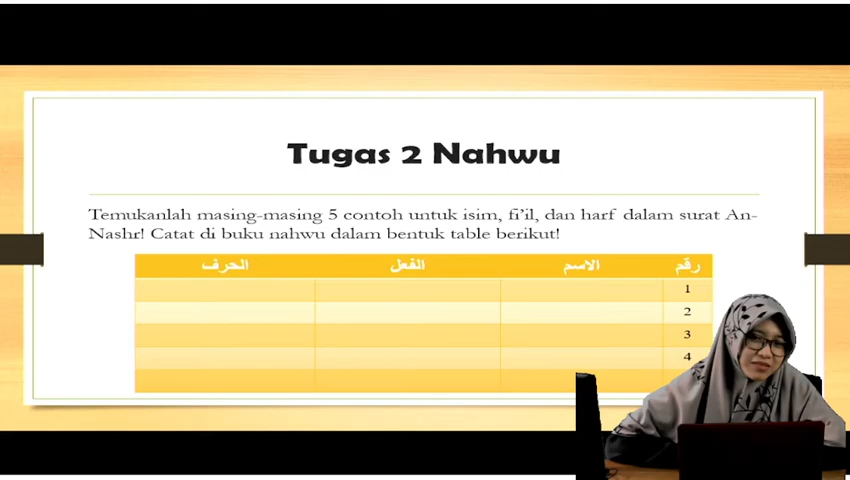 Tugas 2 Nahwu
Temukanlah masing-masing 5 contoh untuk isim, fi'il, dan harf dalam surat An-
Nashr! Catat di buku nahwu dalam bentuk table berikut!
رقم الاسم الفعل الحرف
1
2
3
4